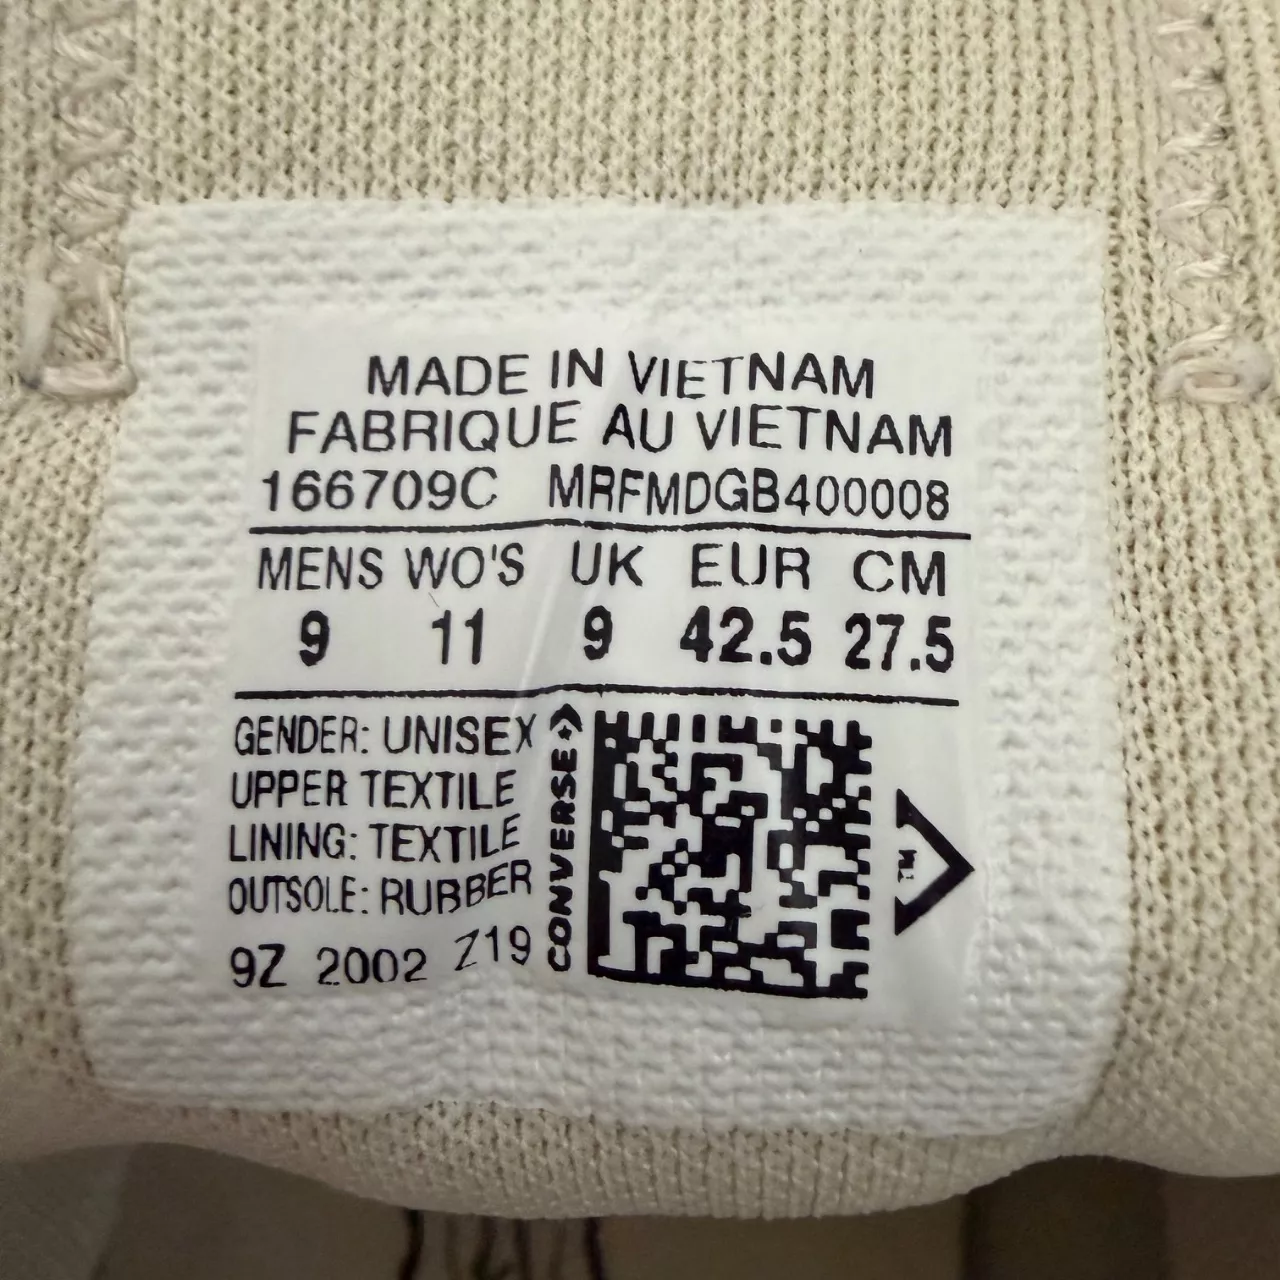 MADE IN VIETNAM
FABRIQUE AU VIETNAM
166709C MRFMDGB400008
MENS WO'S UK EUR CM
9 11 9 42.5 27.5
GENDER: UNISEX
UPPER TEXTILE
LINING: TEXTILE
OUTSOLE: RUBBER
9Z 2002 Z19
CONVERSE